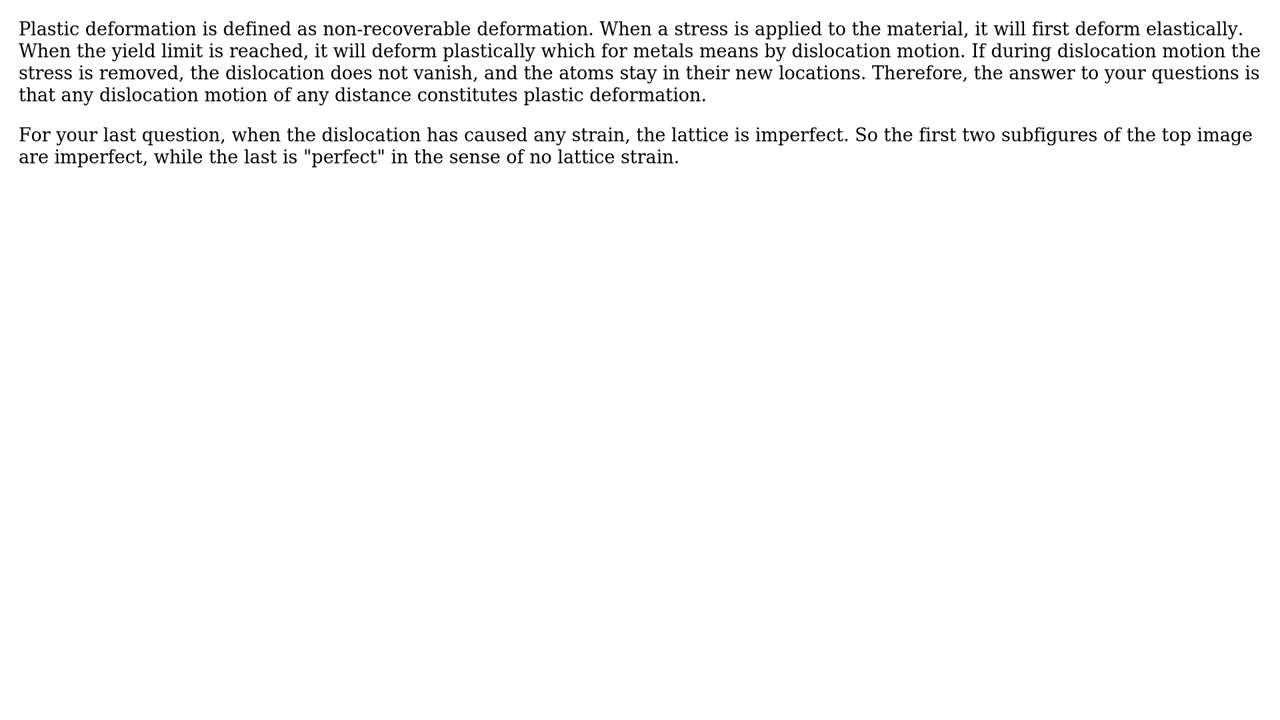 Plastic deformation is defined as non-recoverable deformation. When a stress is applied to the material, it will first deform elastically.
When the yield limit is reached, it will deform plastically which for metals means by dislocation motion. If during dislocation motion the
stress is removed, the dislocation does not vanish, and the atoms stay in their new locations. Therefore, the answer to your questions is
that any dislocation motion of any distance constitutes plastic deformation.
For your last question, when the dislocation has caused any strain, the lattice is imperfect. So the first two subfigures of the top image
are imperfect, while the last is "perfect" in the sense of no lattice strain.